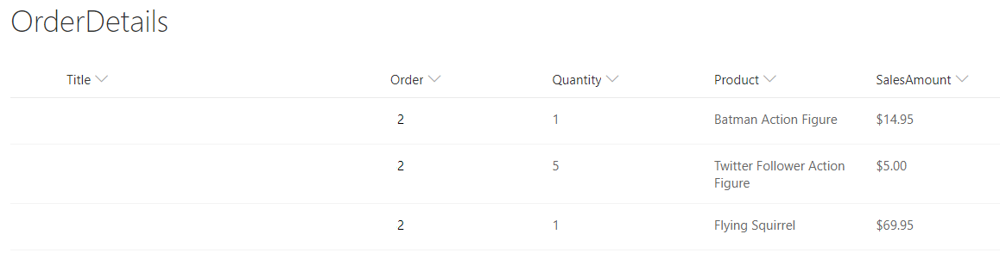 OrderDetails
Title Order Quantity Product SalesAmount
2 1 Batman Action Figure $14.95
2 5 Twitter Follower Action $5.00
Figure
2 1 Flying Squirrel $69.95